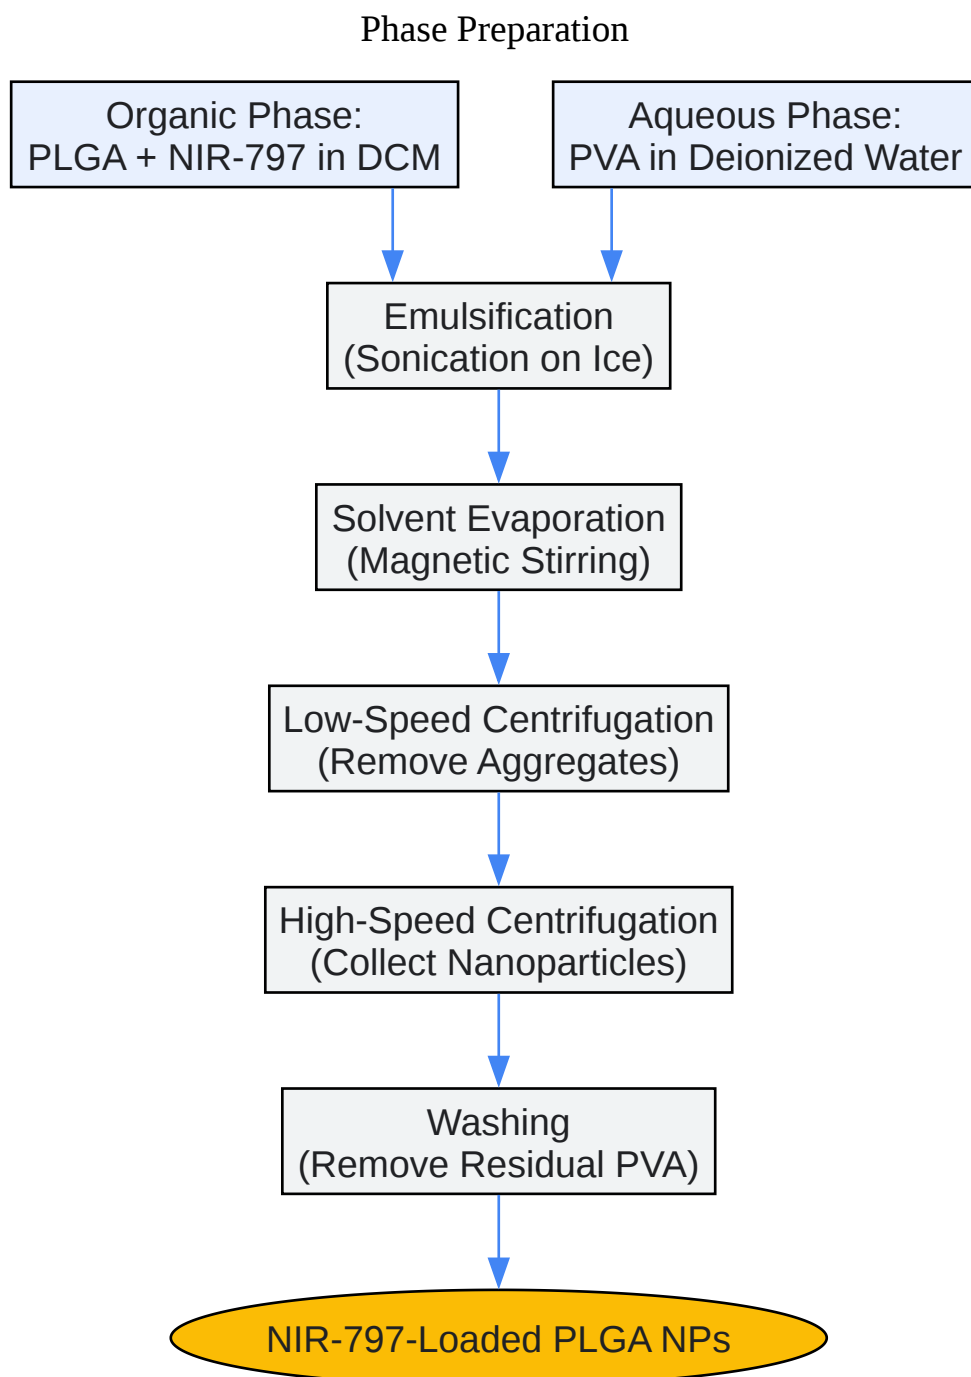 Phase Preparation
Organic Phase:
PLGA + NIR-797 in DCM
Aqueous Phase:
PVA in Deionized Water
Emulsification
(Sonication on Ice)
Solvent Evaporation
(Magnetic Stirring)
Low-Speed Centrifugation
(Remove Aggregates)
High-Speed Centrifugation
(Collect Nanoparticles)
Washing
(Remove Residual PVA)
NIR-797-Loaded PLGA NPs